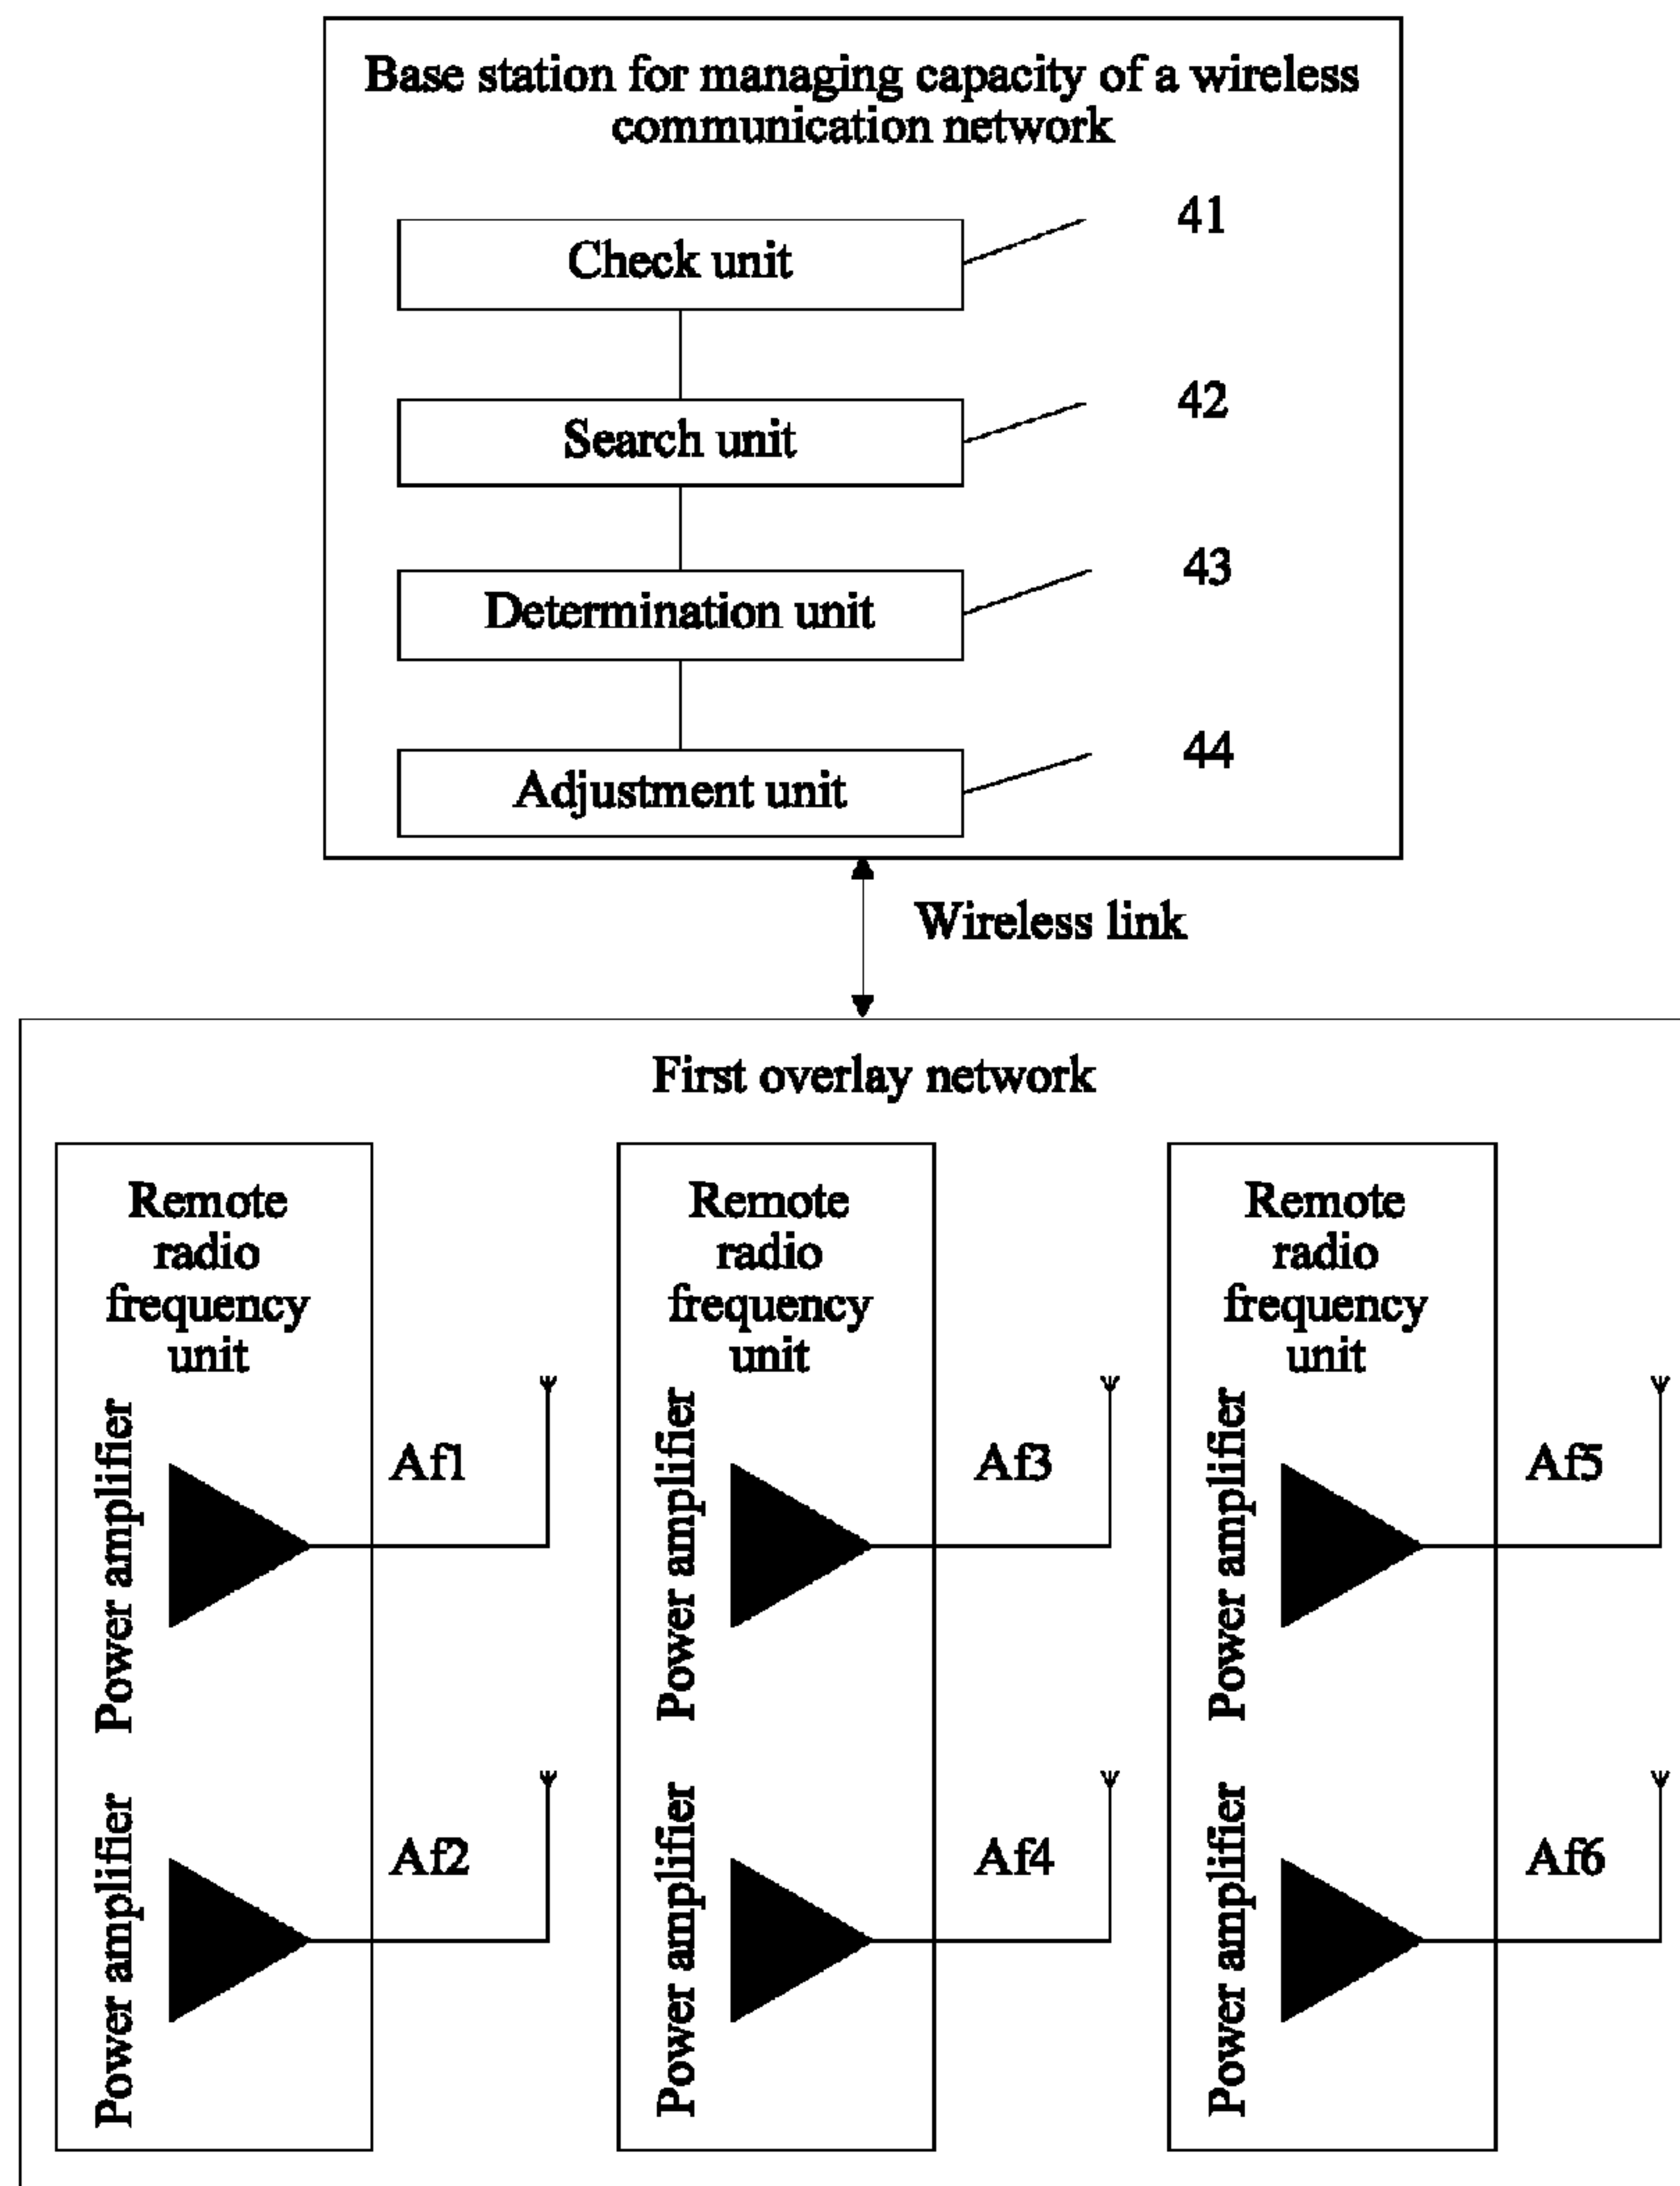 Base station for managing capacity of a wireless
communication network
Check unit
41
Search unit
42
Determination unit
43
Adjustment unit
44
Wireless link
First overlay network
Remote
radio
frequency
unit
Power amplifier
Af1
Power amplifier
Af2
Remote
radio
frequency
unit
Power amplifier
Af3
Power amplifier
Af4
Remote
radio
frequency
unit
Power amplifier
Af5
Power amplifier
Af6